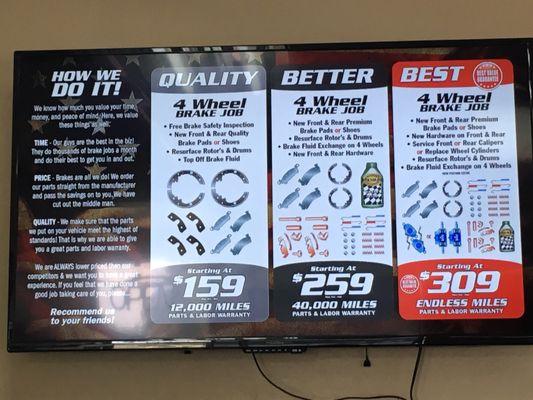 HOW WE
DO IT!
We know how much you value your time,
money, and peace of mind. Here, we value
these things as well.
TIME - Our guys are the best in the biz!
They do thousands of brake jobs a month
and do their best to get you in and out.
PRICE - Brakes are all we do! We order
our parts straight from the manufacturer
and pass the savings on to you. We have
cut out the middle man.
QUALITY - We make sure that the parts
we put on your vehicle meet the highest of
standards! That is why we are able to give
you a great parts and labor warranty.
We are ALWAYS lower priced then our
competitors & we want you to have a great
experience. If you feel that we have done a
good job taking care of you, please...
Recommend us
to your friends!
QUALITY
4 Wheel
BRAKE JOB
• Free Brake Safety Inspection
• New Front & Rear Quality
Brake Pads or Shoes
• Resurface Rotor's & Drums
• Top Off Brake Fluid
Starting At
$159
12,000 MILES
PARTS & LABOR WARRANTY
BETTER
4 Wheel
BRAKE JOB
• New Front & Rear Premium
Brake Pads or Shoes
• Resurface Rotor's & Drums
• Brake Fluid Exchange on 4 Wheels
• New Front & Rear Hardware
Starting At
$259
40,000 MILES
PARTS & LABOR WARRANTY
BEST
BEST VALUE
GUARANTEE
4 Wheel
BRAKE JOB
• New Front & Rear Premium
Brake Pads or Shoes
• New Hardware on Front & Rear
• Service Front or Rear Calipers
or Replace Wheel Cylinders
• Resurface Rotor's & Drums
• Brake Fluid Exchange on 4 Wheels
Starting At
$309
ENDLESS MILES
PARTS & LABOR WARRANTY